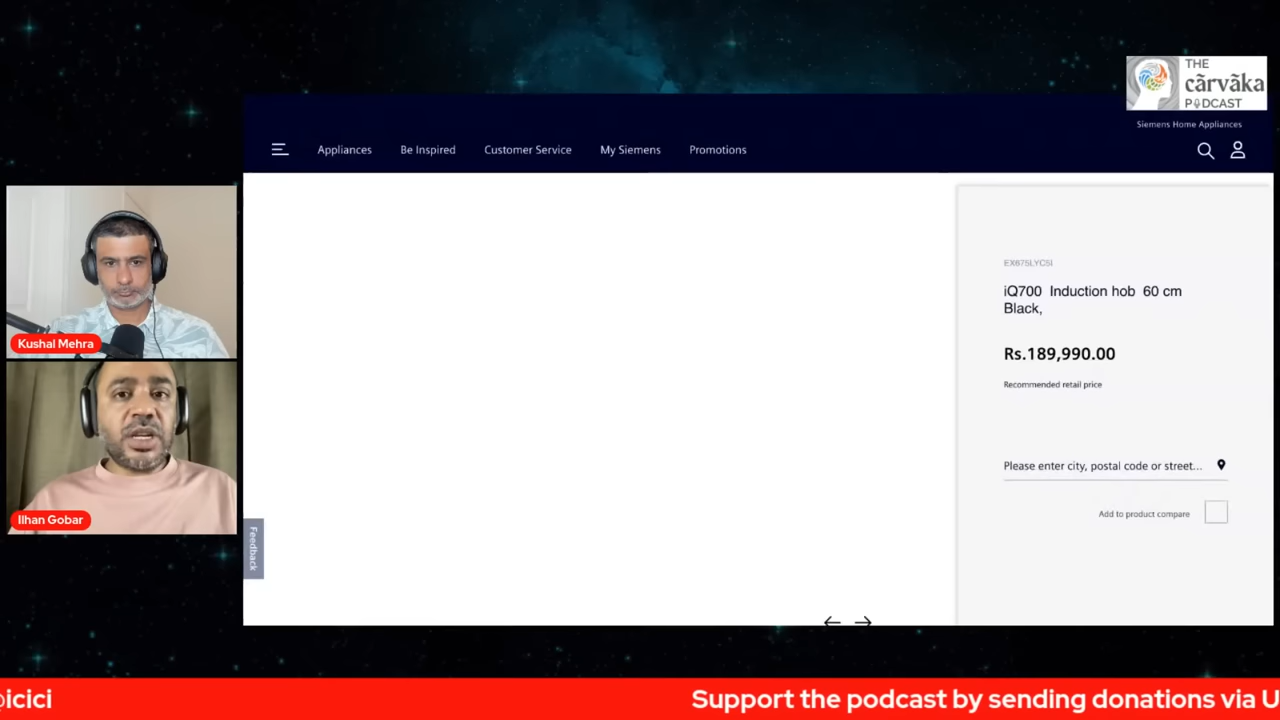 THE
cārvāka
PODCAST
Siemens Home Appliances
Appliances
Be Inspired
Customer Service
My Siemens
Promotions
EX675LYC5I
iQ700 Induction hob 60 cm
Black,
Rs.189,990.00
Recommended retail price
Please enter city, postal code or street...
Add to product compare
Feedback
Kushal Mehra
Ilhan Gobar
@icici
Support the podcast by sending donations via U